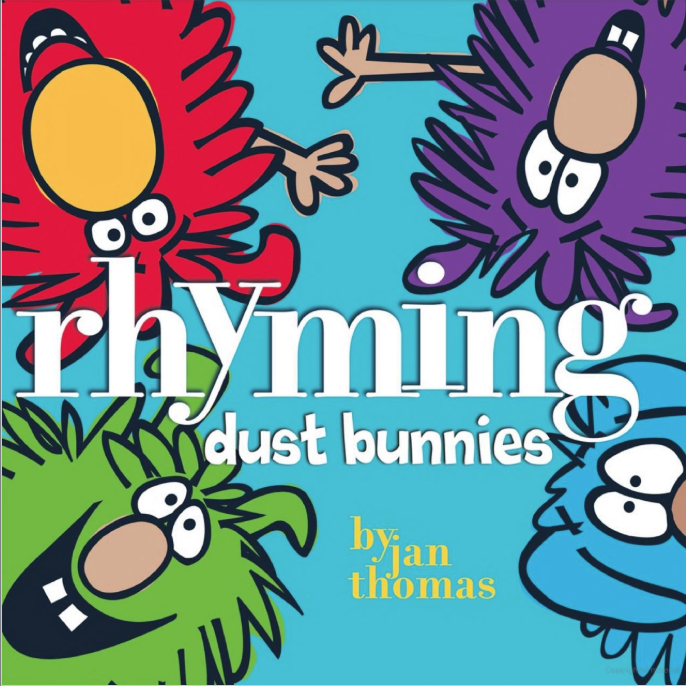 rhyming
dust bunnies
by jan
thomas